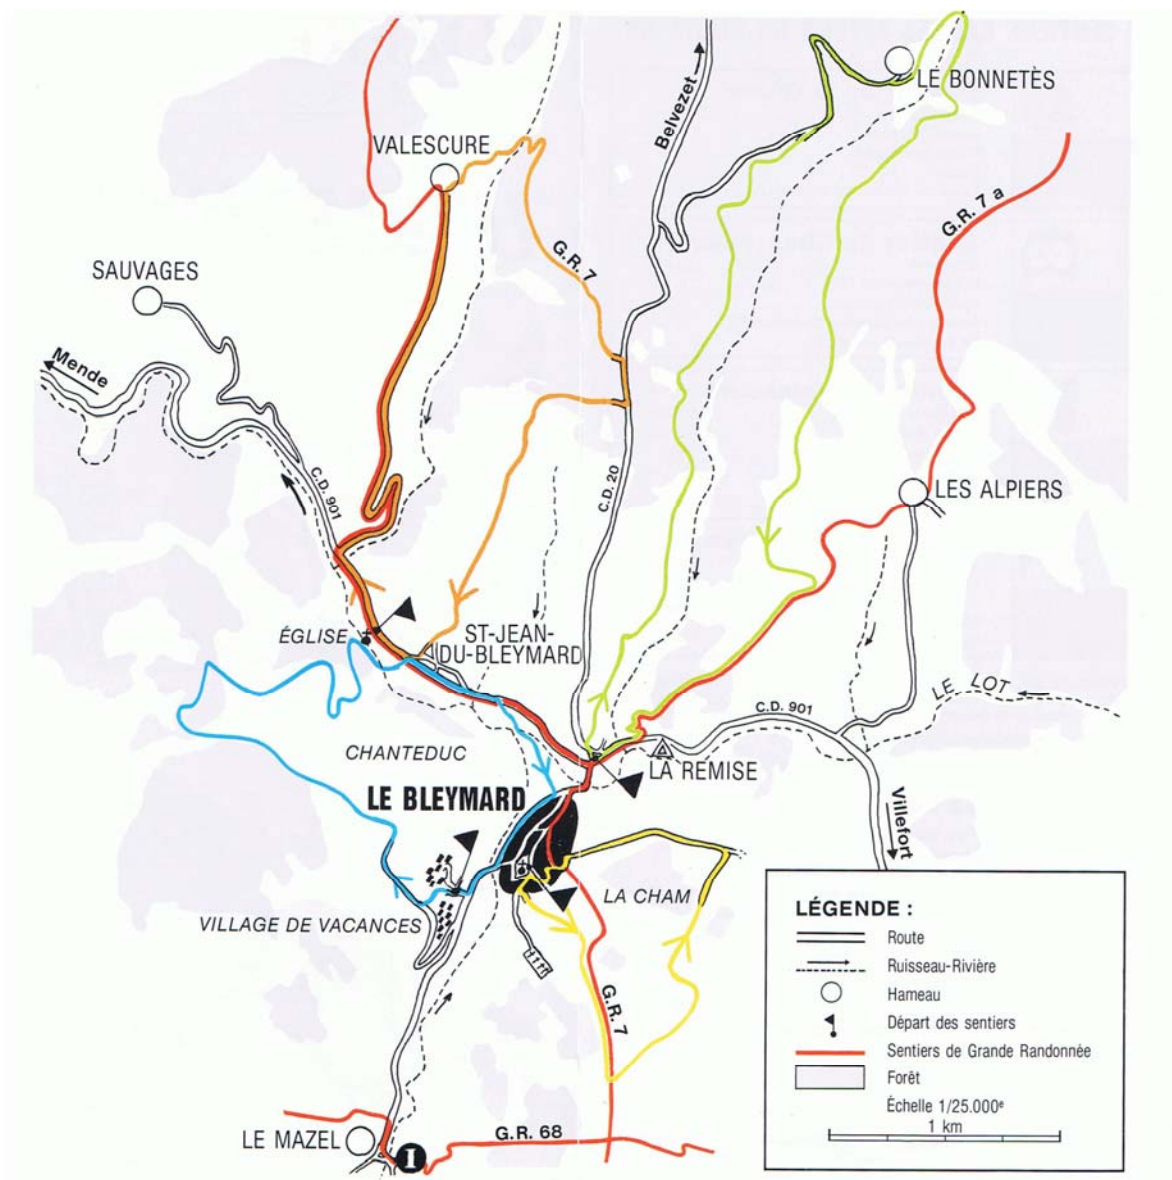 LE BONNETÈS
Belvezet
VALESCURE
G.R. 7 a
G.R. 7
SAUVAGES
Mende
C.D. 901
C.D. 20
LES ALPIERS
ÉGLISE
ST-JEAN-
DU-BLEYMARD
LE LOT
C.D. 901
CHANTEDUC
LA REMISE
LE BLEYMARD
Villefort
LA CHAM
VILLAGE DE VACANCES
G.R. 7
LE MAZEL
G.R. 68
I
LÉGENDE :
Route
Ruisseau-Rivière
Hameau
Départ des sentiers
Sentiers de Grande Randonnée
Forêt
Échelle 1/25.000e
1 km